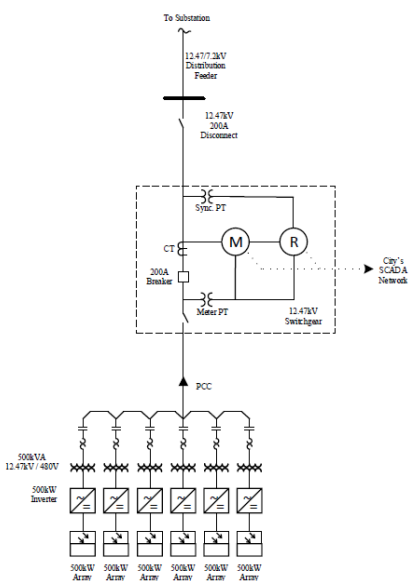 To Substation
12.47/7.2kV
Distribution
Feeder
12.47kV
200A
Disconnect
Sync. PT
M
R
CT
City's
SCADA
Network
200A
Breaker
Meter PT
12.47kV
Switchgear
PCC
500kVA
12.47kV / 480V
500kW
Inverter
500kW
Array
500kW
Array
500kW
Array
500kW
Array
500kW
Array
500kW
Array